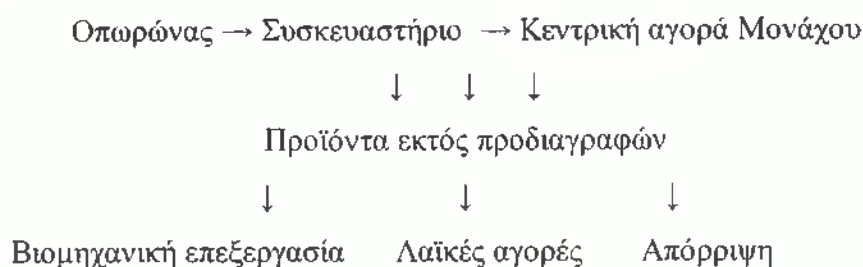 Οπωρώνας → Συσκευαστήριο → Κεντρική αγορά Μονάχου
↓ ↓ ↓
Προϊόντα εκτός προδιαγραφών
↓ ↓ ↓
Βιομηχανική επεξεργασία Λαϊκές αγορές Απόρριψη